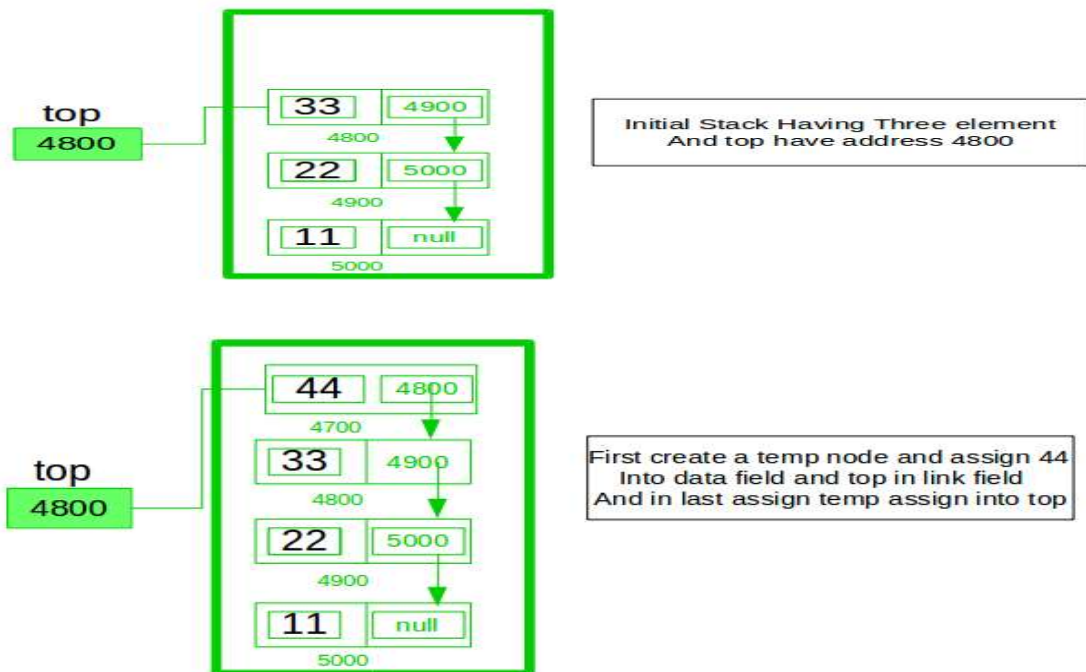 top
4800
33 4900
4800
22 5000
4900
11 null
5000
Initial Stack Having Three element
And top have address 4800
top
4800
44 4800
4700
33 4900
4800
22 5000
4900
11 null
5000
First create a temp node and assign 44
Into data field and top in link field
And in last assign temp assign into top